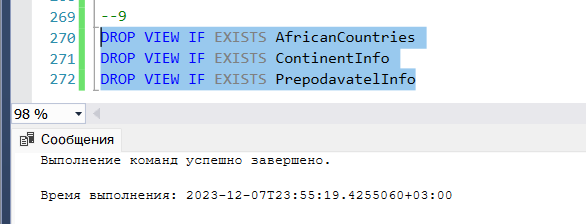 269 --9
270 DROP VIEW IF EXISTS AfricanCountries
271 DROP VIEW IF EXISTS ContinentInfo
272 DROP VIEW IF EXISTS PrepodavatelInfo
98 %
Сообщения
Выполнение команд успешно завершено.
Время выполнения: 2023-12-07T23:55:19.4255060+03:00